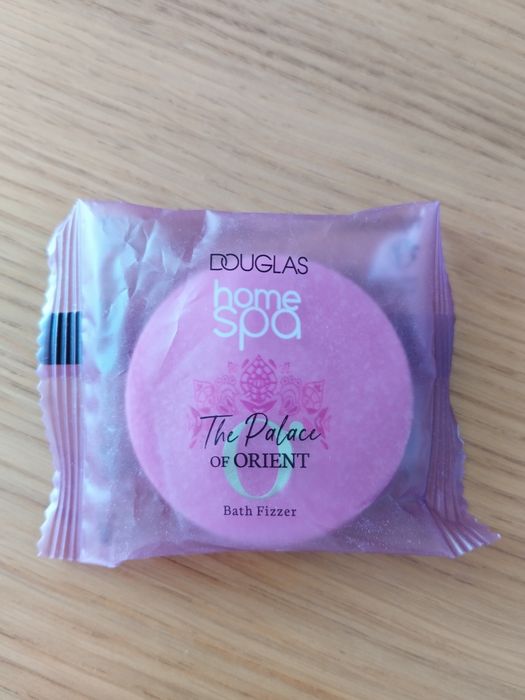 DOUGLAS
home
spa
The Palace
OF ORIENT
O
Bath Fizzer